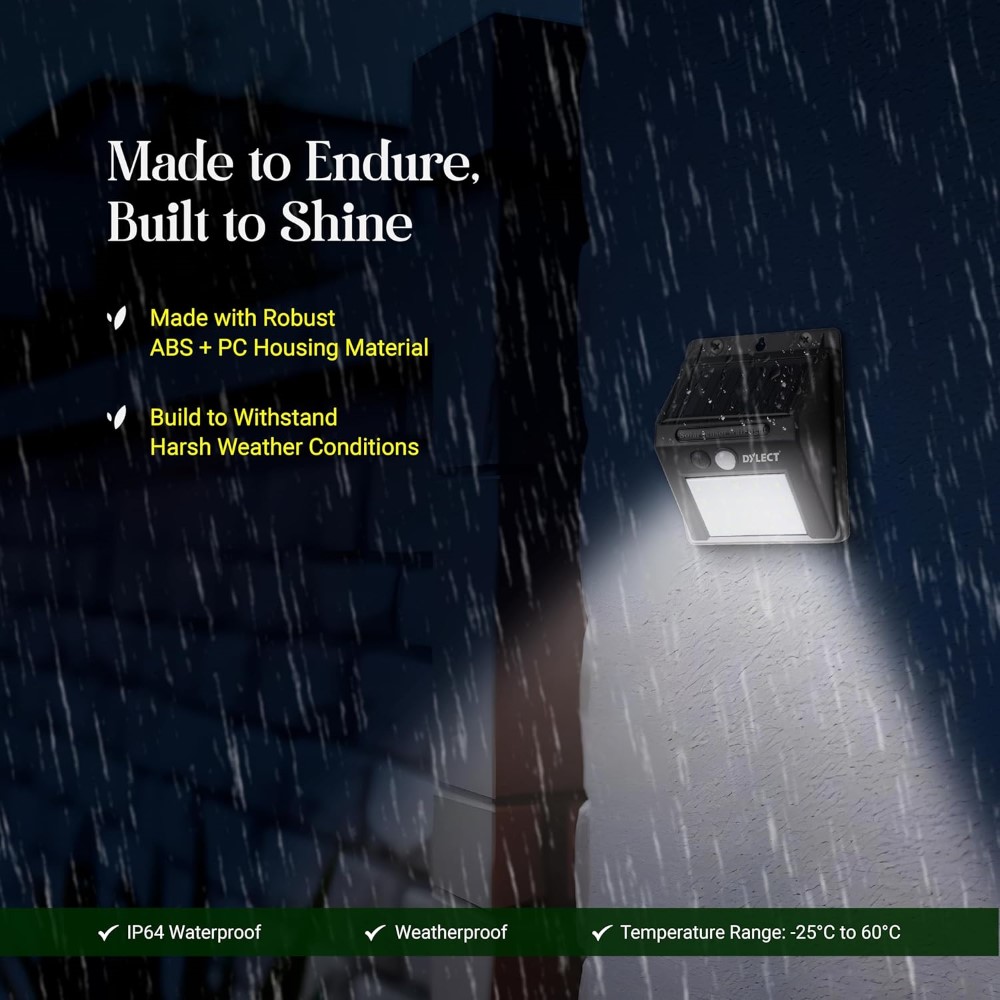 Made to Endure,
Built to Shine
Made with Robust
ABS + PC Housing Material
Build to Withstand
Harsh Weather Conditions
DYLECT
IP64 Waterproof
Weatherproof
Temperature Range: -25°C to 60°C